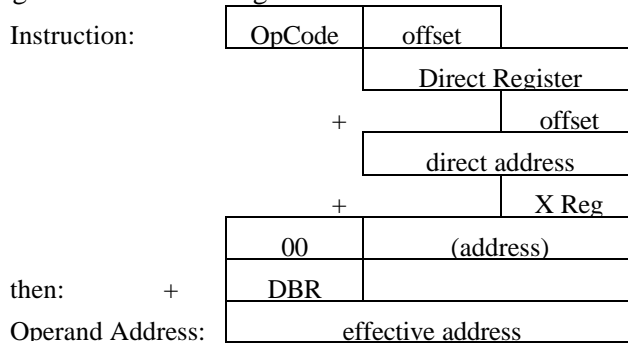 Instruction: OpCode offset
Direct Register
+ offset
direct address
+ X Reg
00 (address)
then: + DBR
Operand Address: effective address